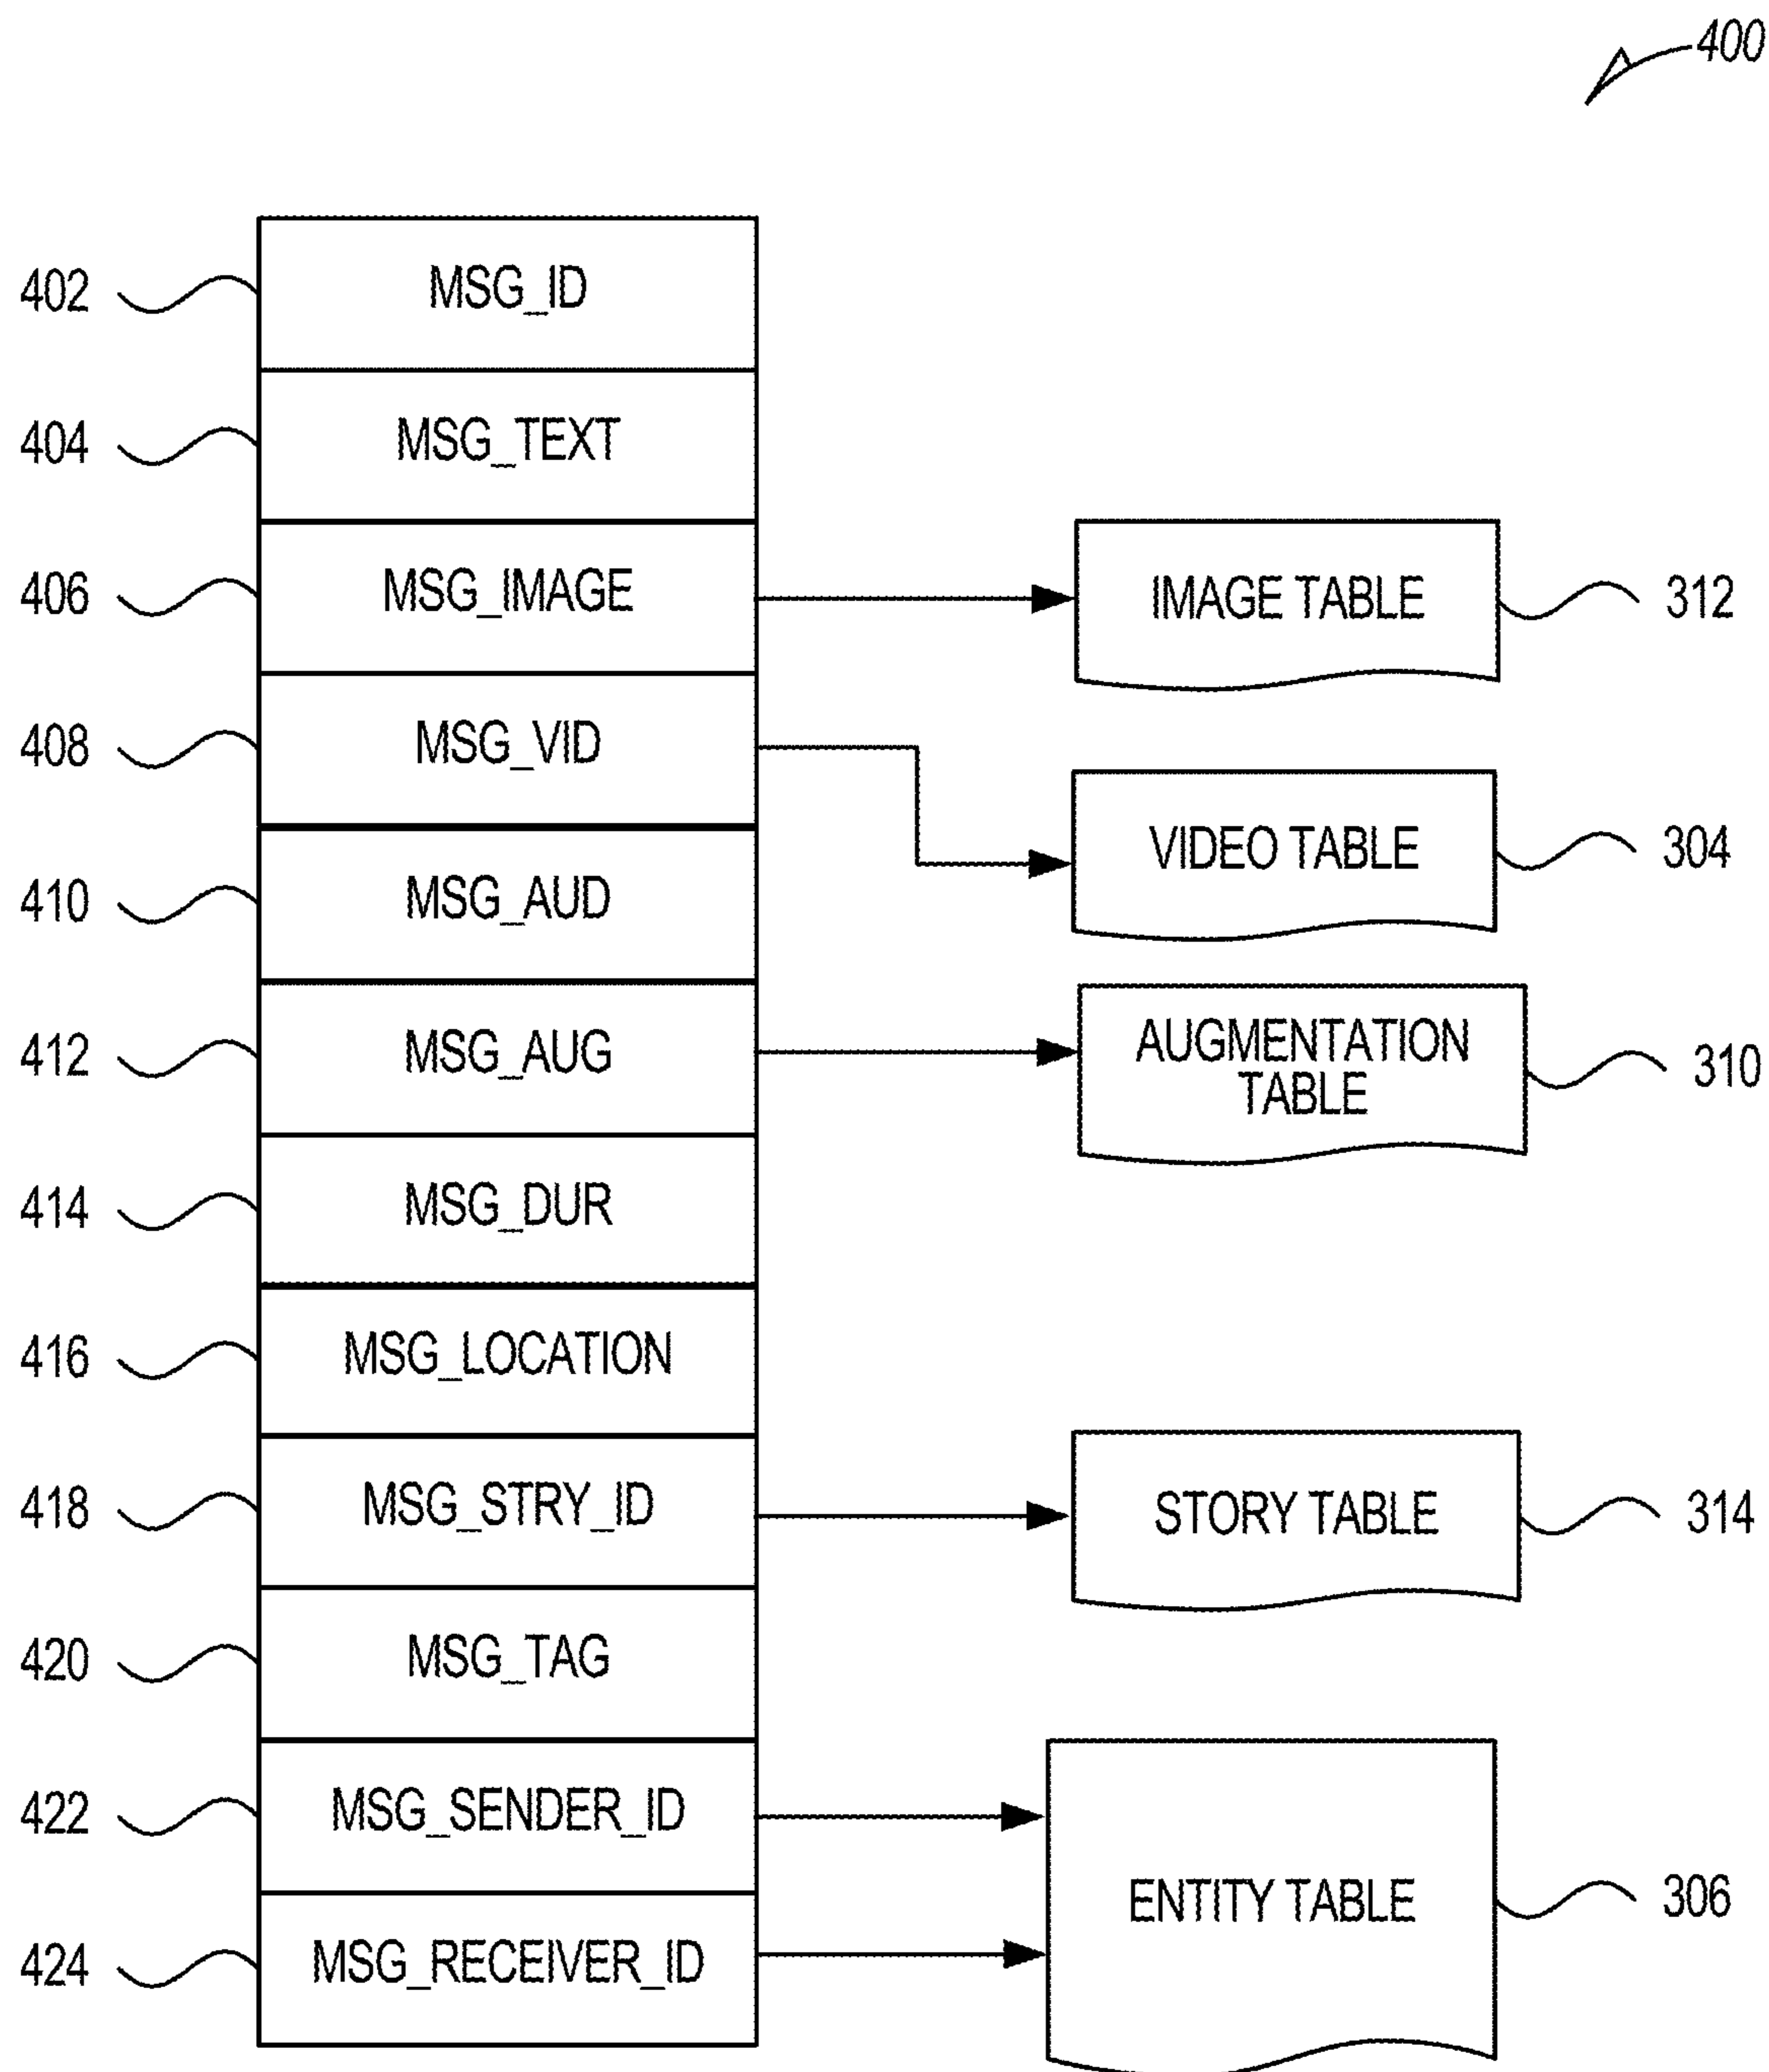 400
402 MSG_ID
404 MSG_TEXT
406 MSG_IMAGE IMAGE TABLE 312
408 MSG_VID
VIDEO TABLE 304
410 MSG_AUD
412 MSG_AUG AUGMENTATION
TABLE 310
414 MSG_DUR
416 MSG_LOCATION
418 MSG_STRY_ID STORY TABLE 314
420 MSG_TAG
422 MSG_SENDER_ID
ENTITY TABLE 306
424 MSG_RECEIVER_ID